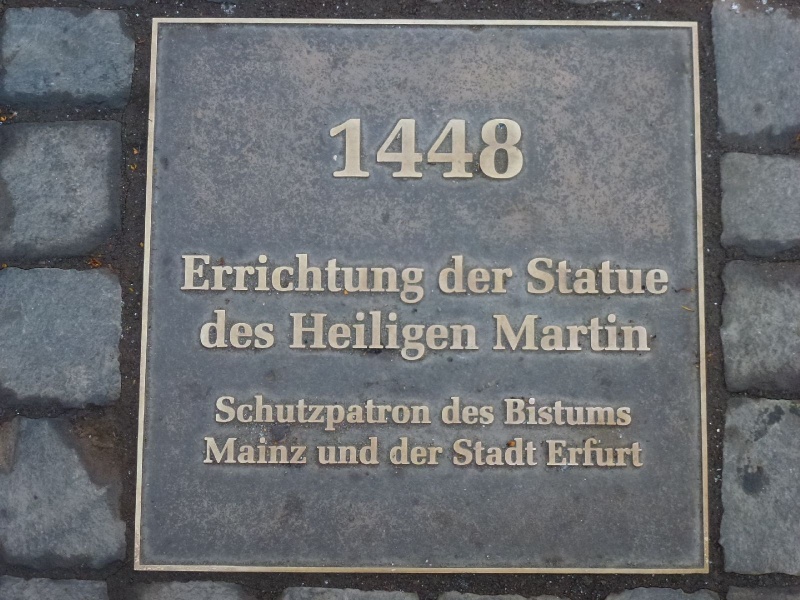 1448
Errichtung der Statue
des Heiligen Martin
Schutzpatron des Bistums
Mainz und der Stadt Erfurt